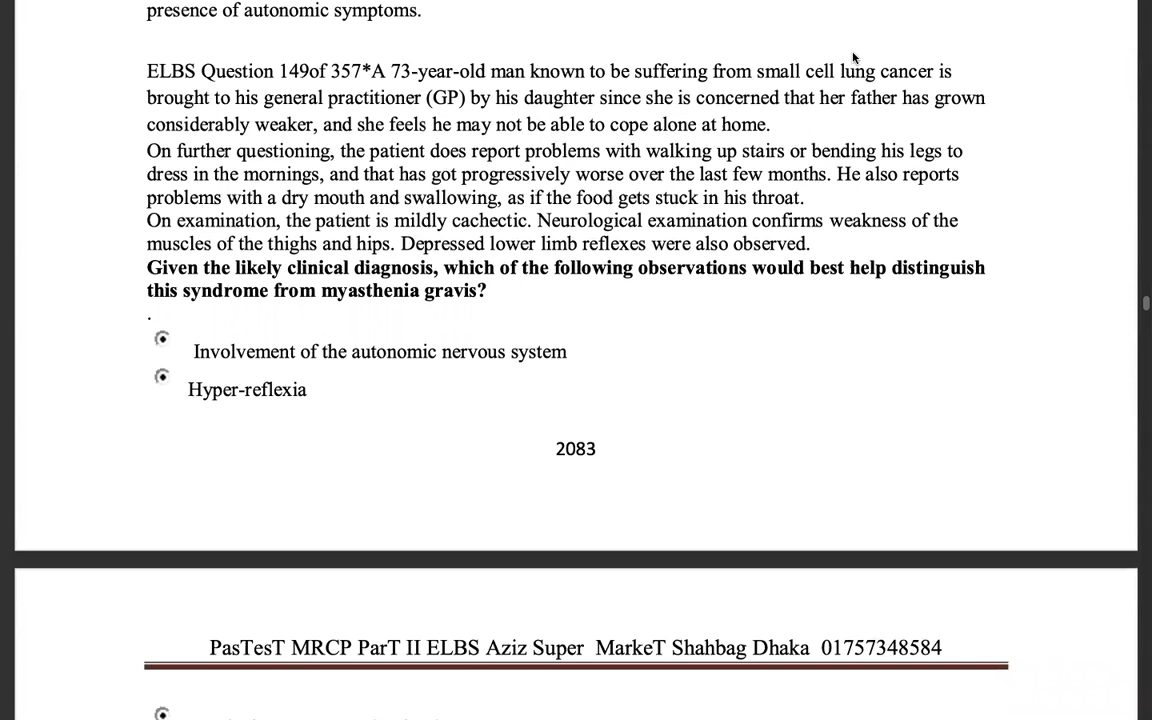 presence of autonomic symptoms.
ELBS Question 149of 357*A 73-year-old man known to be suffering from small cell lung cancer is
brought to his general practitioner (GP) by his daughter since she is concerned that her father has grown
considerably weaker, and she feels he may not be able to cope alone at home.
On further questioning, the patient does report problems with walking up stairs or bending his legs to
dress in the mornings, and that has got progressively worse over the last few months. He also reports
problems with a dry mouth and swallowing, as if the food gets stuck in his throat.
On examination, the patient is mildly cachectic. Neurological examination confirms weakness of the
muscles of the thighs and hips. Depressed lower limb reflexes were also observed.
Given the likely clinical diagnosis, which of the following observations would best help distinguish
this syndrome from myasthenia gravis?
.
Involvement of the autonomic nervous system
Hyper-reflexia
2083
PasTesT MRCP ParT II ELBS Aziz Super MarkeT Shahbag Dhaka 01757348584